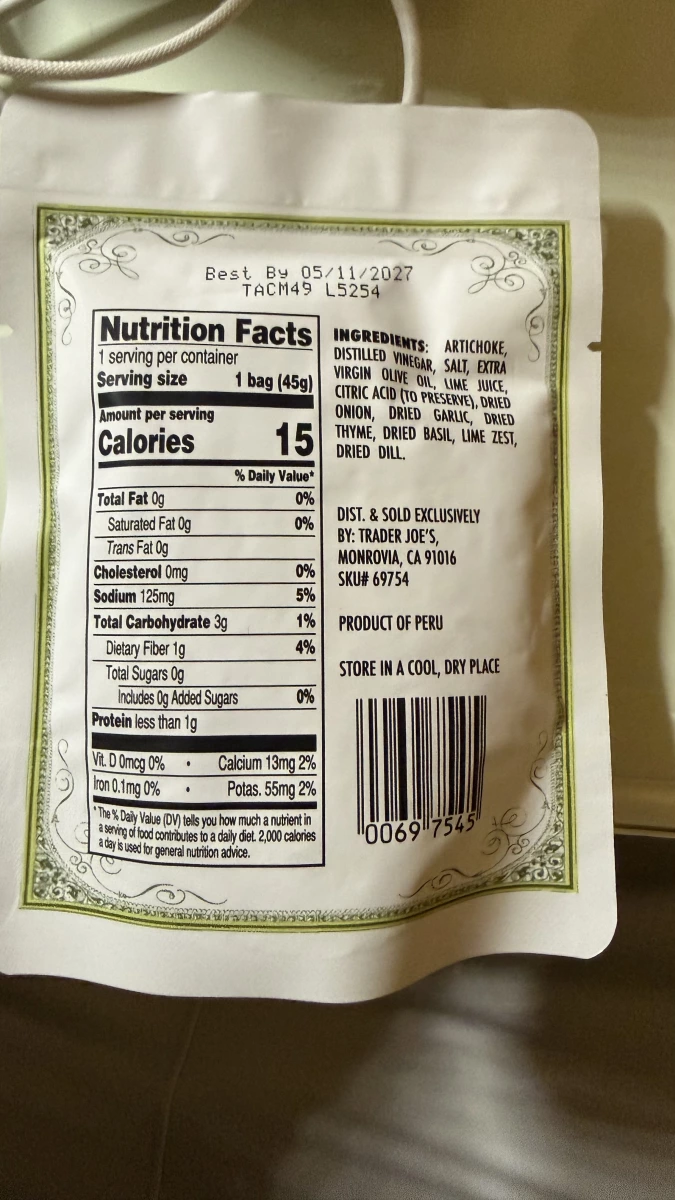 Best By 05/11/2027
TACM49 L5254
Nutrition Facts
1 serving per container
Serving size 1 bag (45g)
Amount per serving
Calories 15
% Daily Value*
Total Fat 0g 0%
Saturated Fat 0g 0%
Trans Fat 0g
Cholesterol 0mg 0%
Sodium 125mg 5%
Total Carbohydrate 3g 1%
Dietary Fiber 1g 4%
Total Sugars 0g
Includes 0g Added Sugars 0%
Protein less than 1g
Vit. D 0mcg 0% • Calcium 13mg 2%
Iron 0.1mg 0% • Potas. 55mg 2%
*The % Daily Value (DV) tells you how much a nutrient in
a serving of food contributes to a daily diet. 2,000 calories
a day is used for general nutrition advice.
INGREDIENTS: ARTICHOKE,
DISTILLED VINEGAR, SALT, EXTRA
VIRGIN OLIVE OIL, LIME JUICE,
CITRIC ACID (TO PRESERVE), DRIED
ONION, DRIED GARLIC, DRIED
THYME, DRIED BASIL, LIME ZEST,
DRIED DILL.
DIST. & SOLD EXCLUSIVELY
BY: TRADER JOE'S,
MONROVIA, CA 91016
SKU# 69754
PRODUCT OF PERU
STORE IN A COOL, DRY PLACE
0069 7545